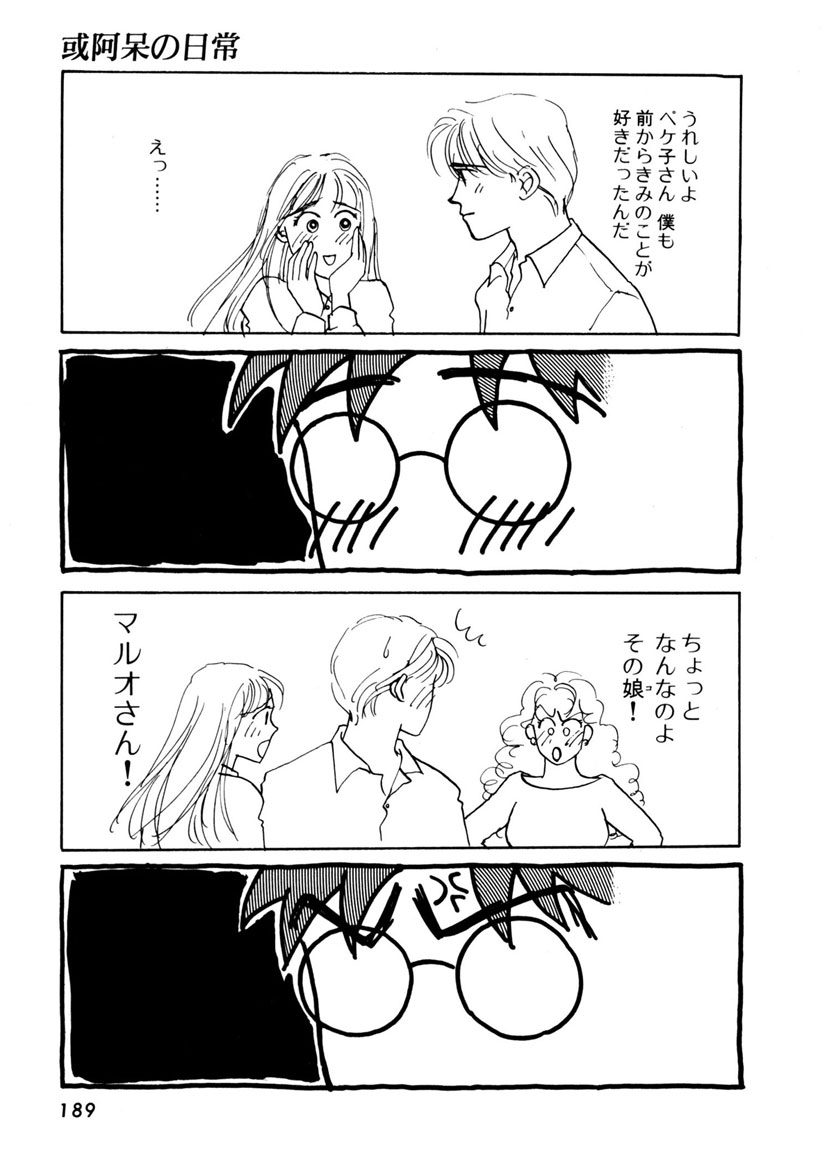 或阿呆の日常
うれしいよ
ペケ子さん 僕も
前からきみのことが
好きだったんだ
えっ……
ちょっと
なんなのよ
その娘!
コ
マルオさん!
189